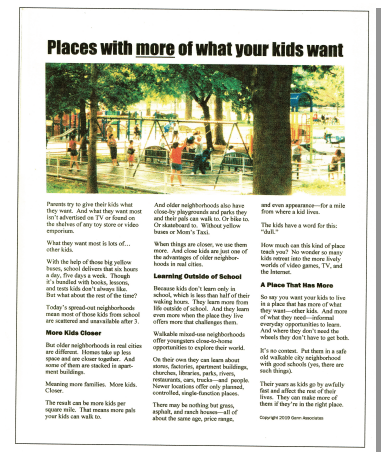 Places with more of what your kids want
Parents try to give their kids what
they want. And what they want most
isn't advertised on TV or found on
the shelves of any toy store or video
emporium.
What they want most is lots of…
other kids.
With the help of those big yellow
buses, school delivers that six hours
a day, five days a week. Though
it's bundled with books, lessons,
and tests kids don't always like.
But what about the rest of the time?
Today's spread-out neighborhoods
mean most of those kids from school
are scattered and unavailable after 3.
More Kids Closer
But older neighborhoods in real cities
are different. Homes take up less
space and are closer together. And
some of them are stacked in apart-
ment buildings.
Meaning more families. More kids.
Closer.
The result can be more kids per
square mile. That means more pals
your kids can walk to.
And older neighborhoods also have
close-by playgrounds and parks they
and their pals can walk to. Or bike to.
Or skateboard to. Without yellow
buses or Mom's Taxi.
When things are closer, we use them
more. And close kids are just one of
the advantages of older neighbor-
hoods in real cities.
Learning Outside of School
Because kids don't learn only in
school, which is less than half of their
waking hours. They learn more from
life outside of school. And they learn
even more when the place they live
offers more that challenges them.
Walkable mixed-use neighborhoods
offer youngsters close-to-home
opportunities to explore their world.
On their own they can learn about
stores, factories, apartment buildings,
churches, libraries, parks, rivers,
restaurants, cars, trucks—and people.
Newer locations offer only planned,
controlled, single-function places.
There may be nothing but grass,
asphalt, and ranch houses—all of
about the same age, price range,
and even appearance—for a mile
from where a kid lives.
The kids have a word for this:
"dull."
How much can this kind of place
teach you? No wonder so many
kids retreat into the more lively
worlds of video games, TV, and
the Internet.
A Place That Has More
So say you want your kids to live
in a place that has more of what
they want—other kids. And more
of what they need—informal
everyday opportunities to learn.
And where they don't need the
wheels they don't have to get both.
It's no contest. Put them in a safe
old walkable city neighborhood
with good schools (yes, there are
such things).
Their years as kids go by awfully
fast and affect the rest of their
lives. They can make more of
them if they're in the right place.
Copyright 2019 Gann Associates